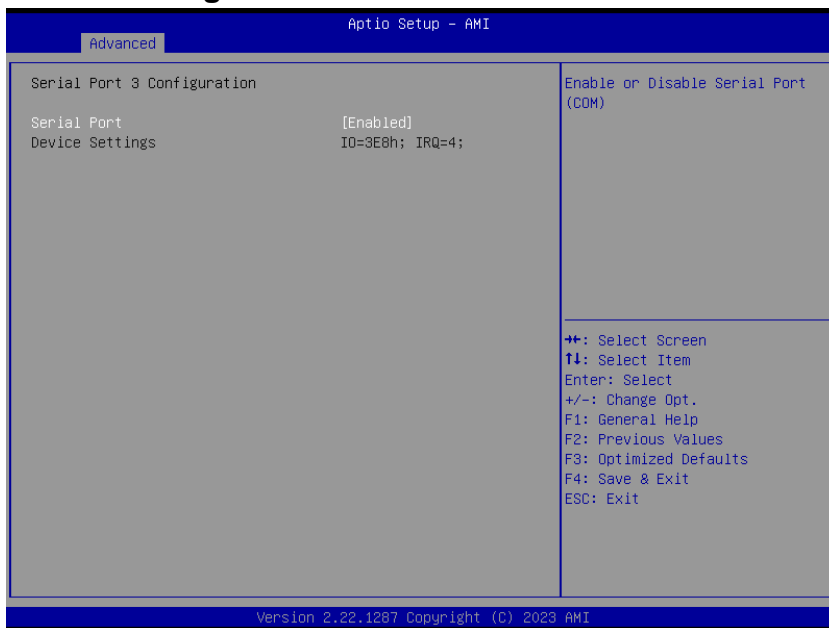 Aptio Setup – AMI
Advanced
Serial Port 3 Configuration
Serial Port [Enabled]
Device Settings IO=3E8h; IRQ=4;
Enable or Disable Serial Port
(COM)
→←: Select Screen
↑↓: Select Item
Enter: Select
+/-: Change Opt.
F1: General Help
F2: Previous Values
F3: Optimized Defaults
F4: Save & Exit
ESC: Exit
Version 2.22.1287 Copyright (C) 2023 AMI